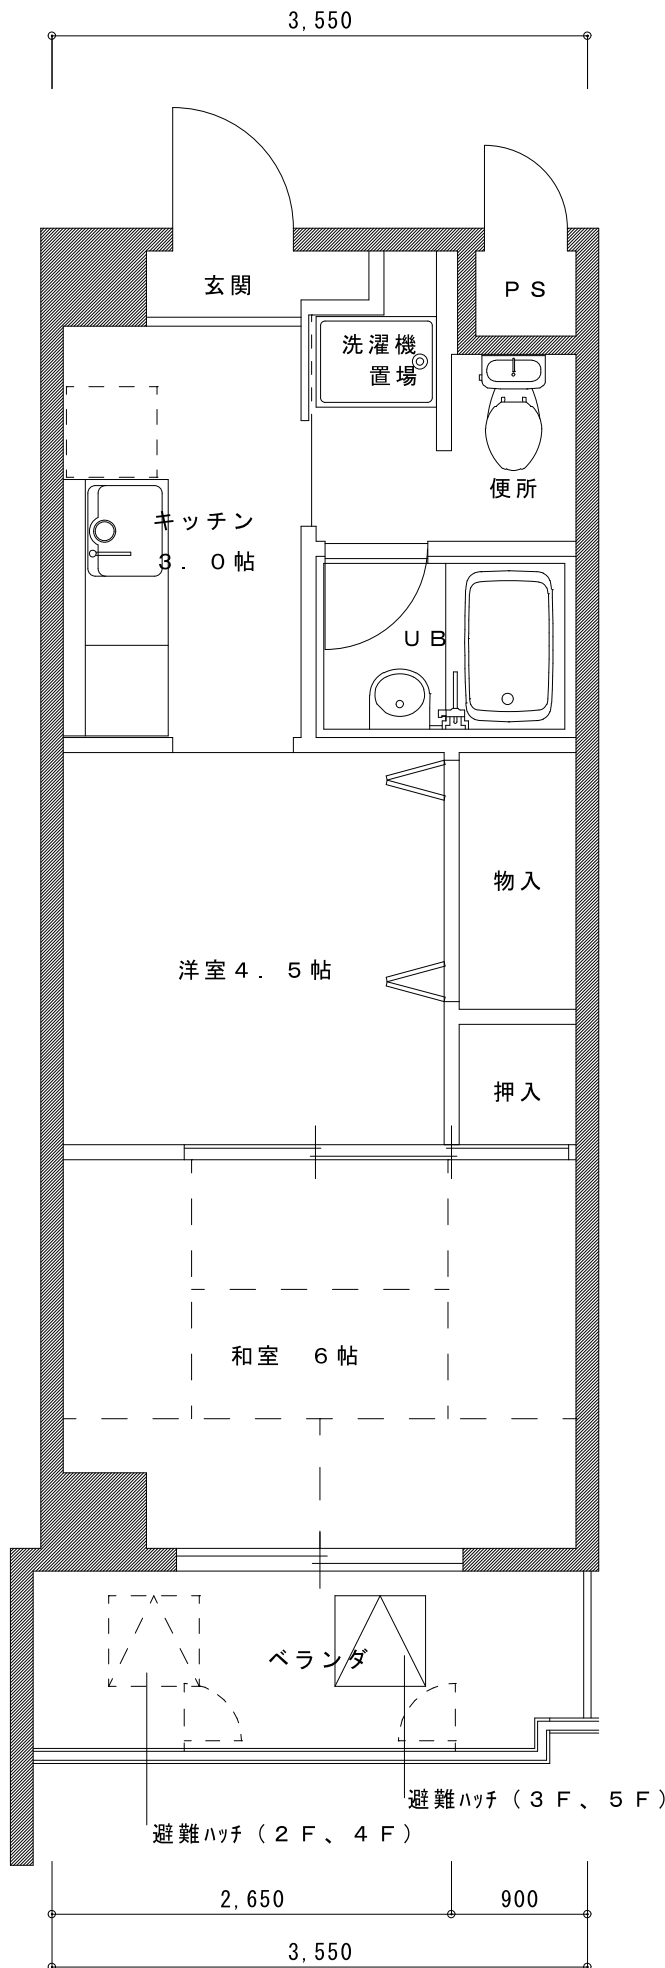 3,550
玄関
PS
洗濯機
置場
便所
キッチン
3.0帖
UB
物入
洋室4.5帖
押入
和室 6帖
ベランダ
避難ﾊｯﾁ(3F、5F)
避難ﾊｯﾁ(2F、4F)
2,650
900
3,550